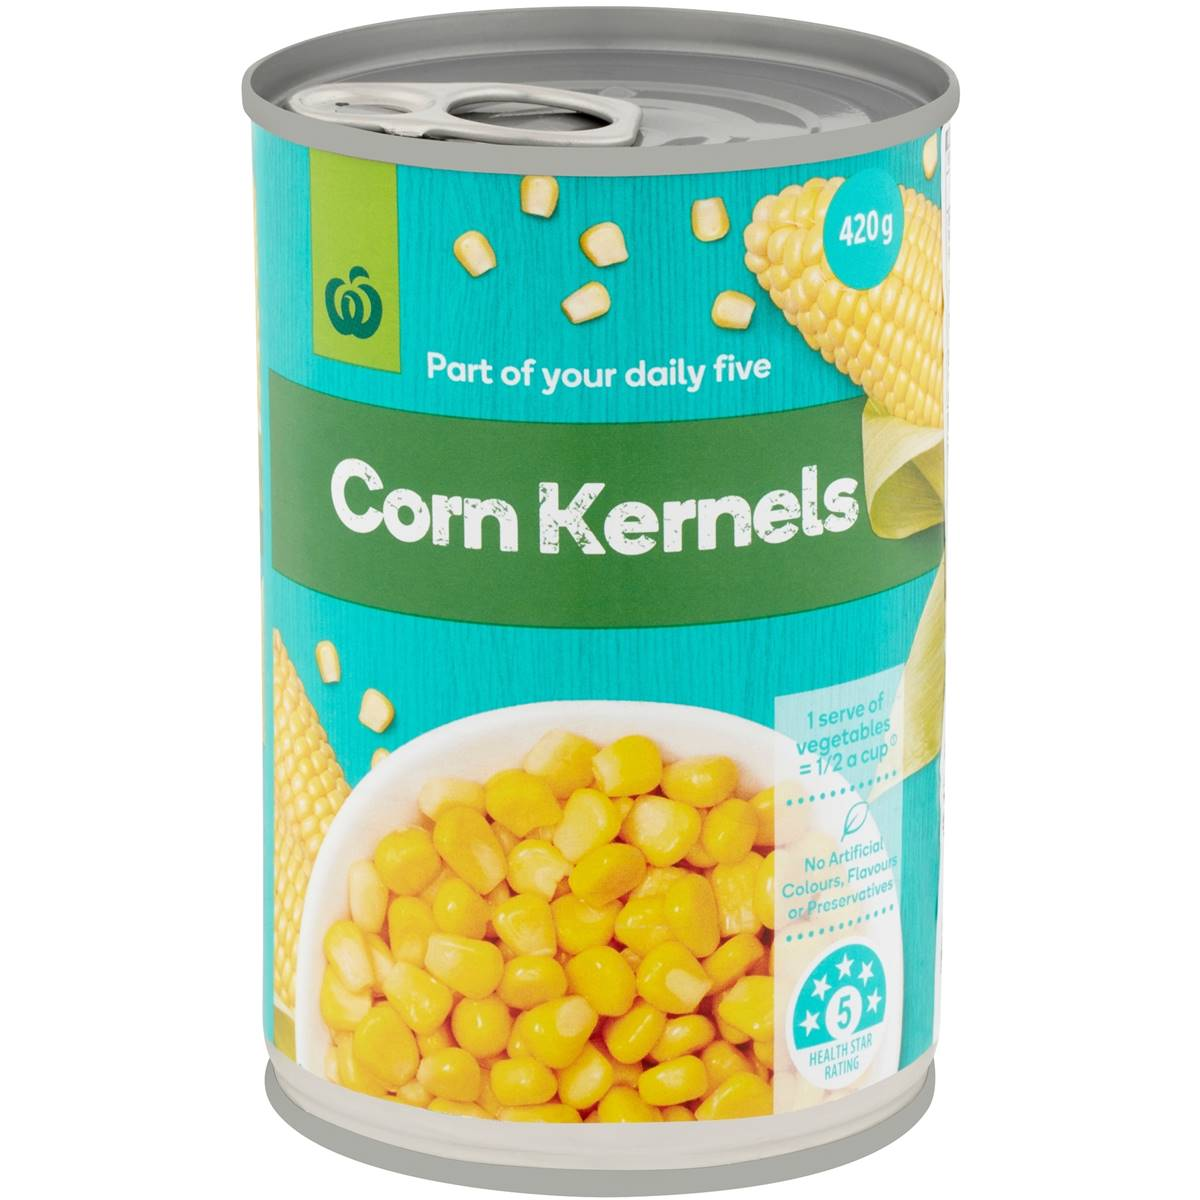 420g
Part of your daily five
Corn Kernels
1 serve of
vegetables
= 1/2 a cup
No Artificial
Colours, Flavours
or Preservatives
5
HEALTH STAR
RATING